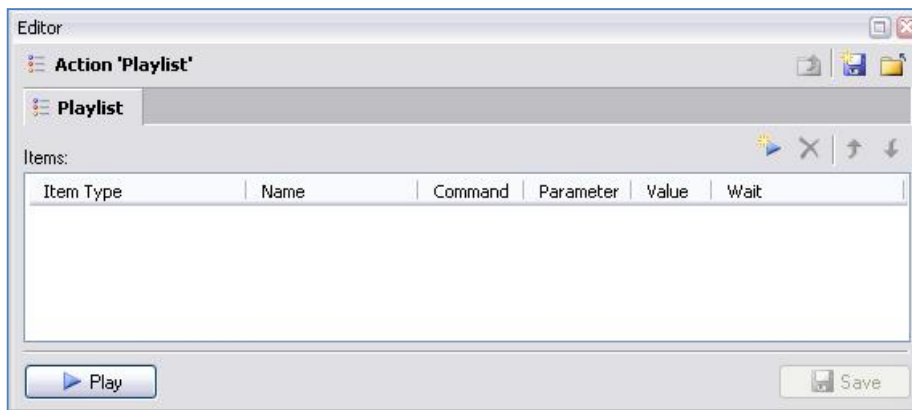 Editor
Action 'Playlist'
Playlist
Items:
Item Type Name Command Parameter Value Wait
Play Save